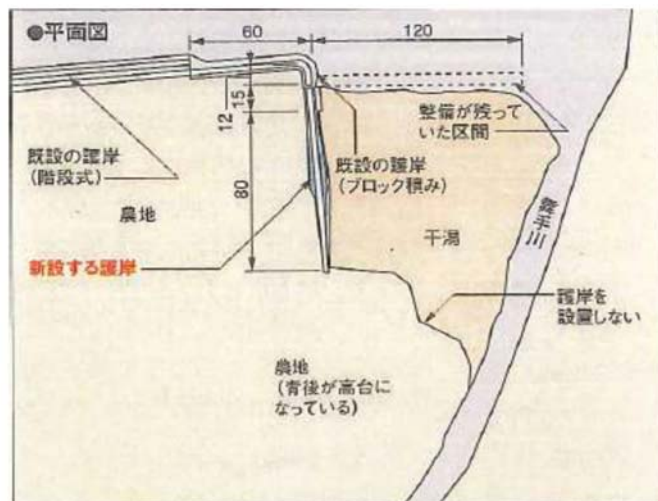 ●平面図
60
120
15
12
80
既設の護岸
(階段式)
農地
新設する護岸
既設の護岸
(ブロック積み)
整備が残って
いた区間
干潟
舞手川
護岸を
設置しない
農地
(背後が高台に
なっている)